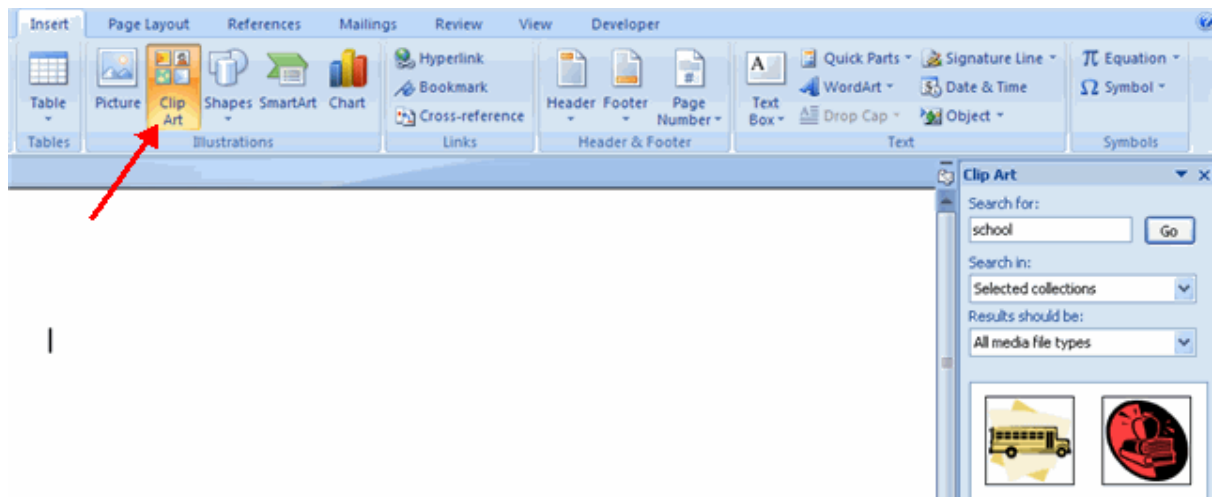 Insert Page Layout References Mailings Review View Developer
Table
Picture
Clip
Art
Shapes
SmartArt
Chart
Hyperlink
Bookmark
Cross-reference
Header
Footer
Page
Number
Text
Box
A
#
Quick Parts
WordArt
Drop Cap
Signature Line
Date & Time
Object
π Equation
Ω Symbol
Tables Illustrations Links Header & Footer Text Symbols
Clip Art
Search for:
school Go
Search in:
Selected collections
Results should be:
All media file types